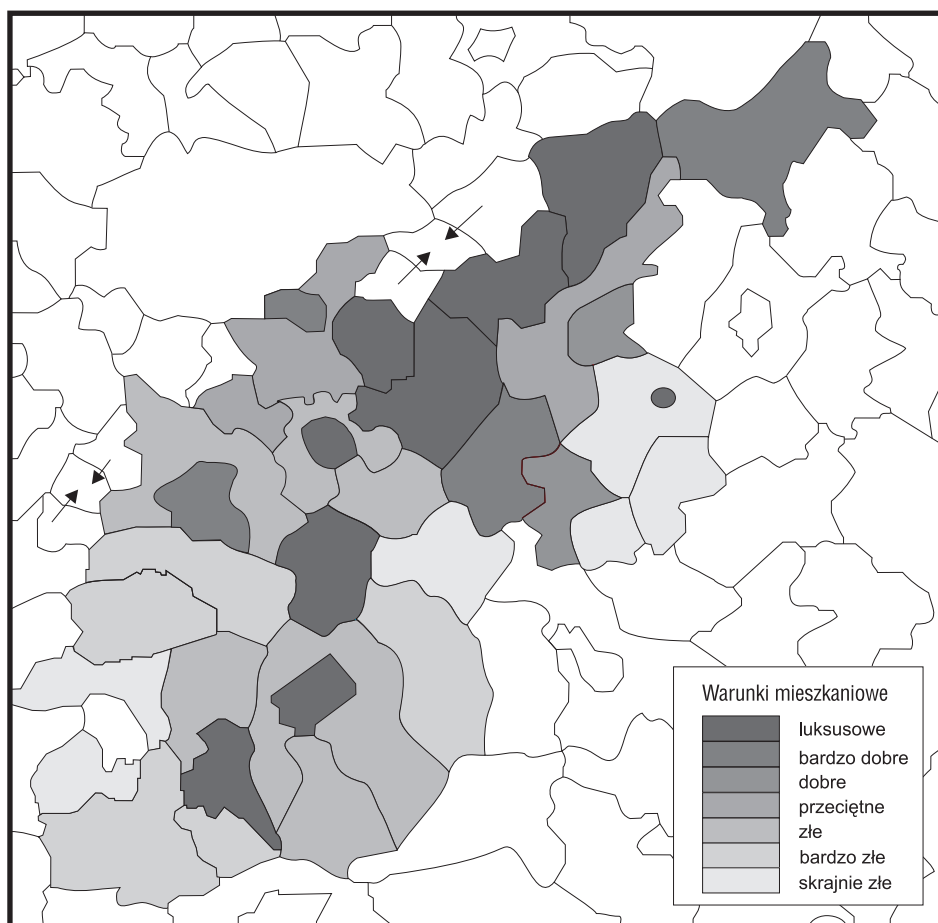 Warunki mieszkaniowe
luksusowe
bardzo dobre
dobre
przeciętne
złe
bardzo złe
skrajnie złe